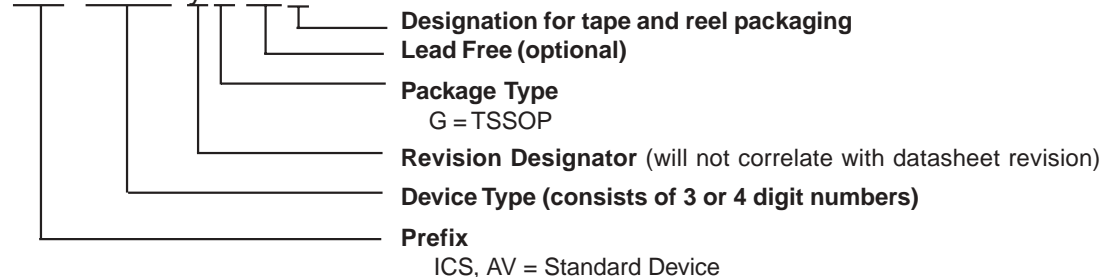 Designation for tape and reel packaging
Lead Free (optional)
Package Type
G = TSSOP
Revision Designator (will not correlate with datasheet revision)
Device Type (consists of 3 or 4 digit numbers)
Prefix
ICS, AV = Standard Device